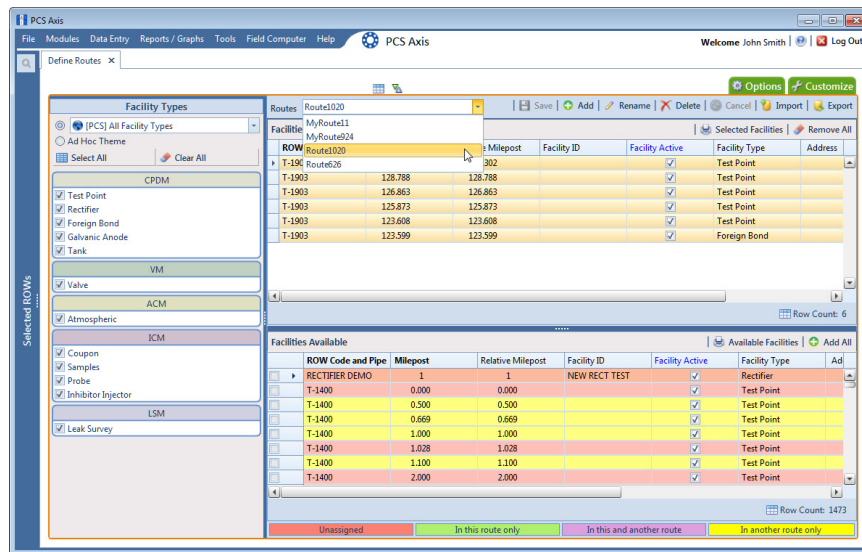 PCS Axis
File Modules Data Entry Reports / Graphs Tools Field Computer Help PCS Axis Welcome John Smith | Log Out
Define Routes ×
Options Customize
Facility Types
[PCS] All Facility Types
Ad Hoc Theme
Select All Clear All
CPDM
Test Point
Rectifier
Foreign Bond
Galvanic Anode
Tank
VM
Valve
ACM
Atmospheric
ICM
Coupon
Samples
Probe
Inhibitor Injector
LSM
Leak Survey
Selected ROWs
Routes Route1020 | Save | Add | Rename | Delete | Cancel | Import | Export
MyRoute11
MyRoute924
Route1020
Route626
Facilitie | Selected Facilities | Remove All
ROW e Milepost Facility ID Facility Active Facility Type Address
T-190 302 Test Point
T-1903 128.788 128.788 Test Point
T-1903 126.863 126.863 Test Point
T-1903 125.873 125.873 Test Point
T-1903 123.608 123.608 Test Point
T-1903 123.599 123.599 Foreign Bond
Row Count: 6
Facilities Available | Available Facilities | Add All
ROW Code and Pipe Milepost Relative Milepost Facility ID Facility Active Facility Type Ad
RECTIFIER DEMO 1 1 NEW RECT TEST Rectifier
T-1400 0.000 0.000 Test Point
T-1400 0.500 0.500 Test Point
T-1400 0.669 0.669 Test Point
T-1400 1.000 1.000 Test Point
T-1400 1.028 1.028 Test Point
T-1400 1.100 1.100 Test Point
T-1400 2.000 2.000 Test Point
Row Count: 1473
Unassigned In this route only In this and another route In another route only